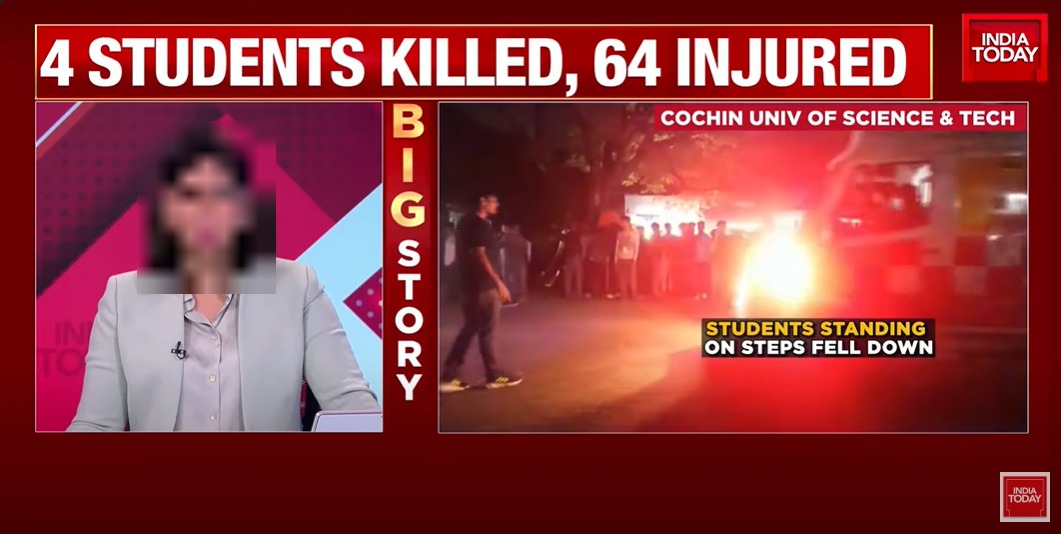 4 STUDENTS KILLED, 64 INJURED
INDIA
TODAY
BIG STORY
COCHIN UNIV OF SCIENCE & TECH
STUDENTS STANDING
ON STEPS FELL DOWN
INDIA
TODAY